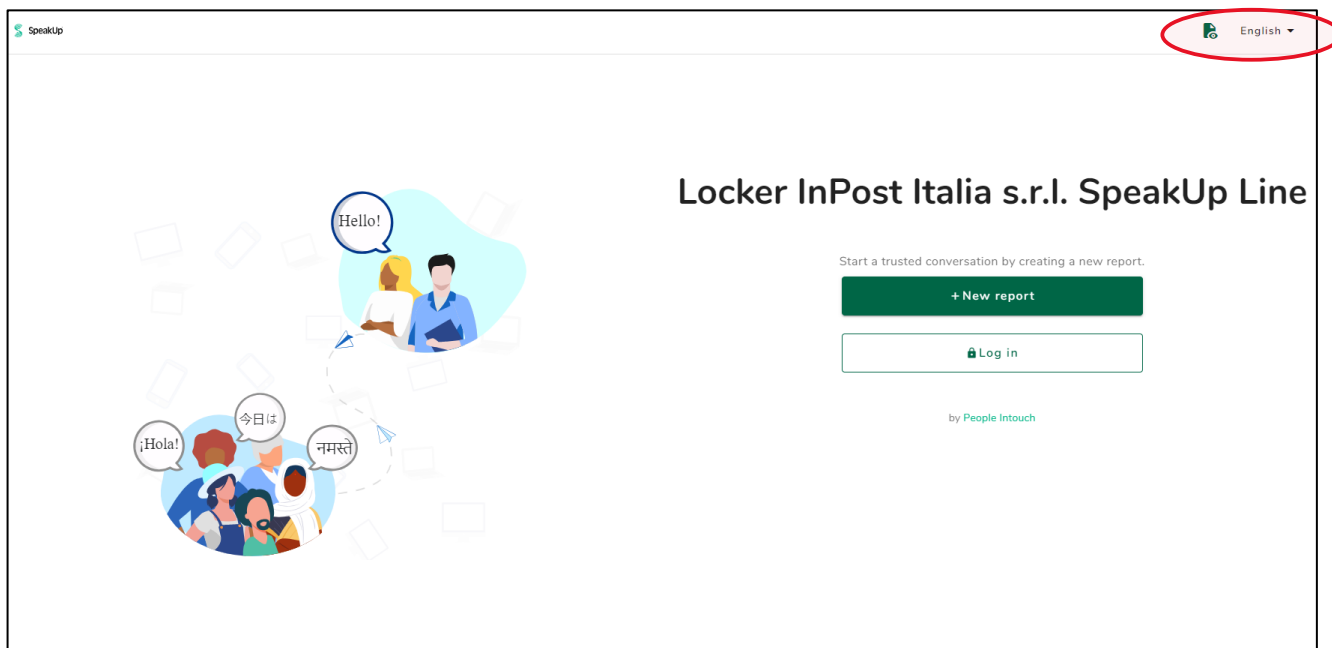 SpeakUp
English
Locker InPost Italia s.r.l. SpeakUp Line
Start a trusted conversation by creating a new report.
+ New report
Log in
by People Intouch
Hello!
¡Hola!
今日は
नमस्ते